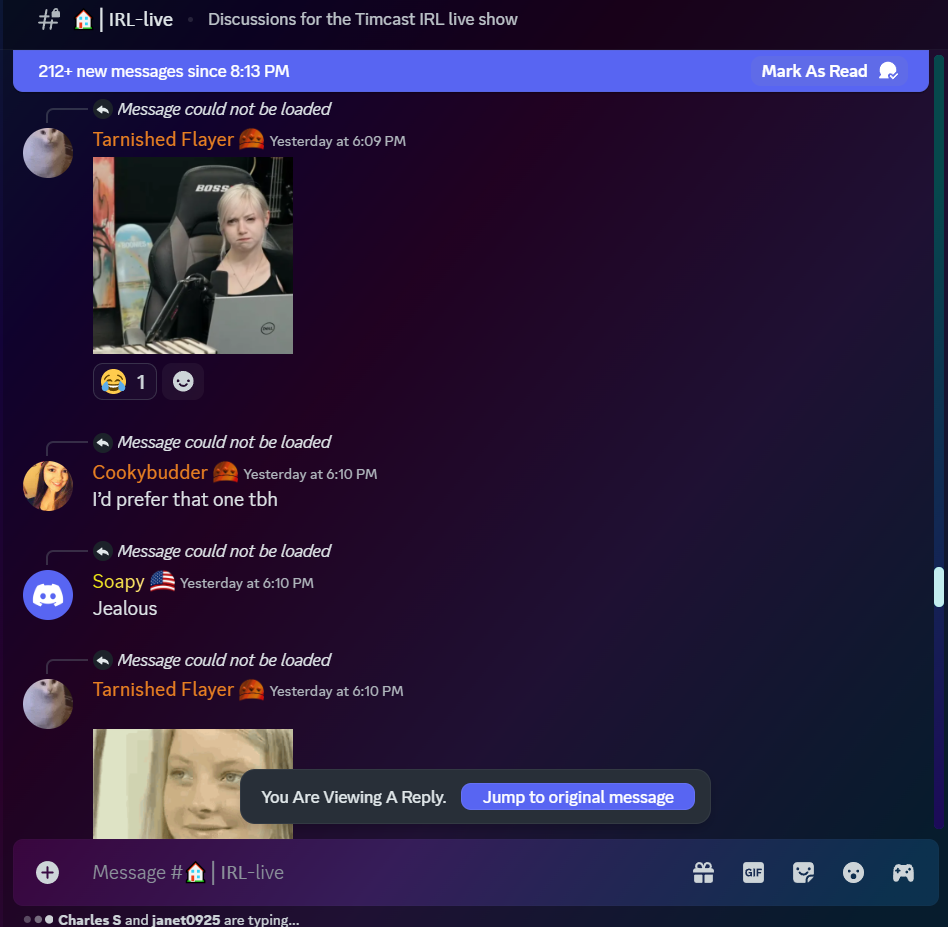 IRL-live • Discussions for the Timcast IRL live show
212+ new messages since 8:13 PM Mark As Read
Message could not be loaded
Tarnished Flayer Yesterday at 6:09 PM
BOSS
DELL
1
Message could not be loaded
Cookybudder Yesterday at 6:10 PM
I’d prefer that one tbh
Message could not be loaded
Soapy Yesterday at 6:10 PM
Jealous
Message could not be loaded
Tarnished Flayer Yesterday at 6:10 PM
You Are Viewing A Reply. Jump to original message
Message #🏠│IRL-live GIF
Charles S and janet0925 are typing...